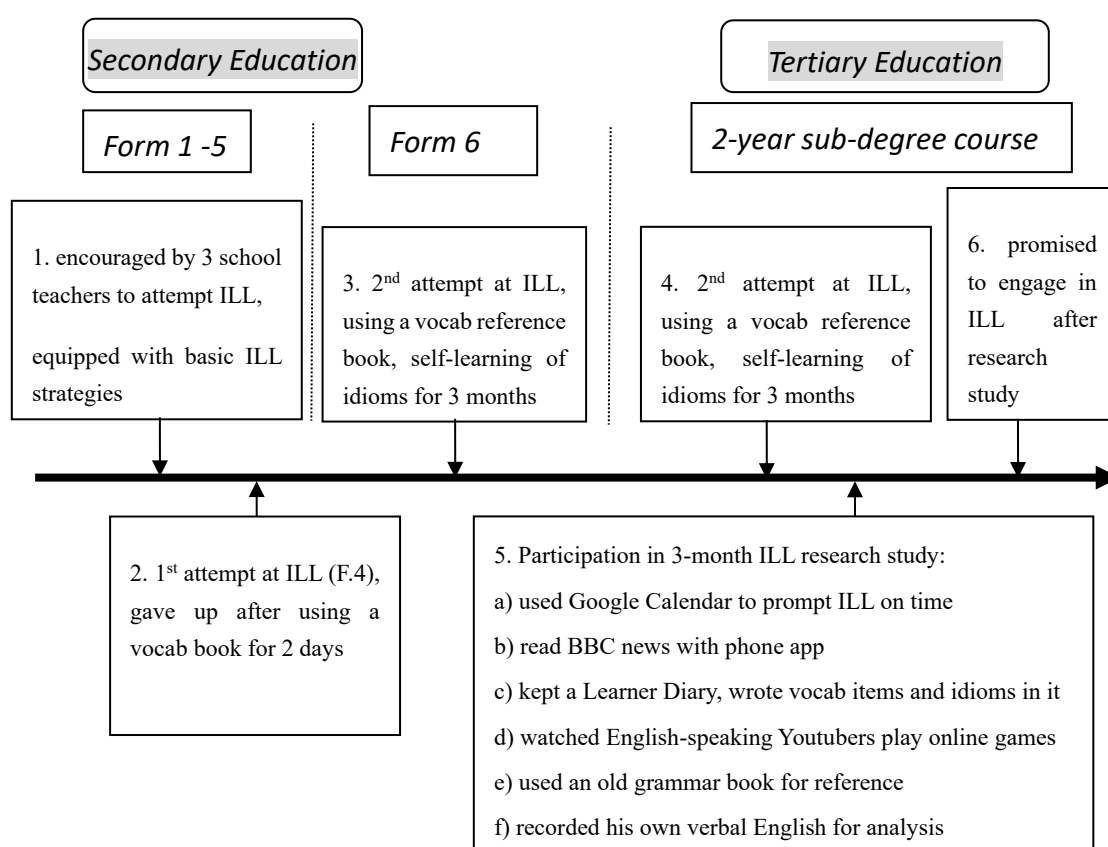 Secondary Education
Tertiary Education
Form 1 -5
Form 6
2-year sub-degree course
1. encouraged by 3 school
teachers to attempt ILL,
equipped with basic ILL
strategies
3. 2nd attempt at ILL,
using a vocab reference
book, self-learning of
idioms for 3 months
4. 2nd attempt at ILL,
using a vocab reference
book, self-learning of
idioms for 3 months
6. promised
to engage in
ILL after
research
study
2. 1st attempt at ILL (F.4),
gave up after using a
vocab book for 2 days
5. Participation in 3-month ILL research study:
a) used Google Calendar to prompt ILL on time
b) read BBC news with phone app
c) kept a Learner Diary, wrote vocab items and idioms in it
d) watched English-speaking Youtubers play online games
e) used an old grammar book for reference
f) recorded his own verbal English for analysis